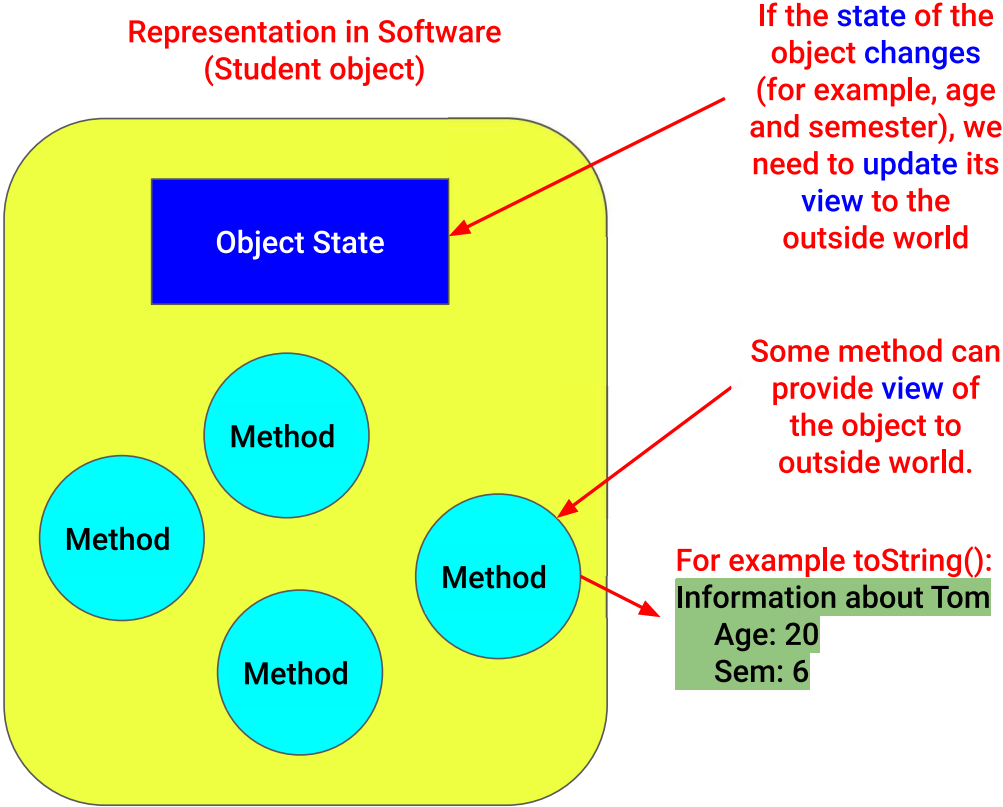 Representation in Software
(Student object)
If the state of the
object changes
(for example, age
and semester), we
need to update its
view to the
outside world
Object State
Some method can
provide view of
the object to
outside world.
Method
Method
Method
Method
For example toString():
Information about Tom
Age: 20
Sem: 6